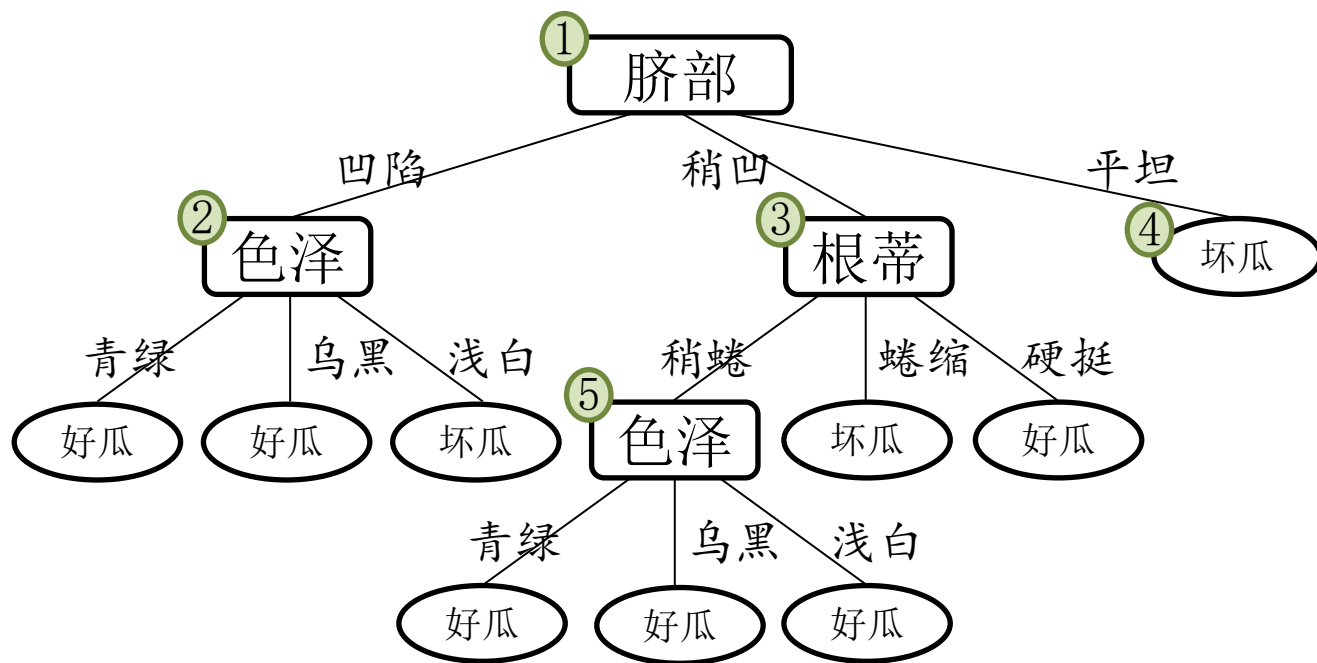 ①
脐部
凹陷 稍凹 平坦
② ③ ④
色泽 根蒂 坏瓜
青绿 乌黑 浅白 稍蜷 蜷缩 硬挺
⑤
好瓜 好瓜 坏瓜 色泽 坏瓜 好瓜
青绿 乌黑 浅白
好瓜 好瓜 好瓜